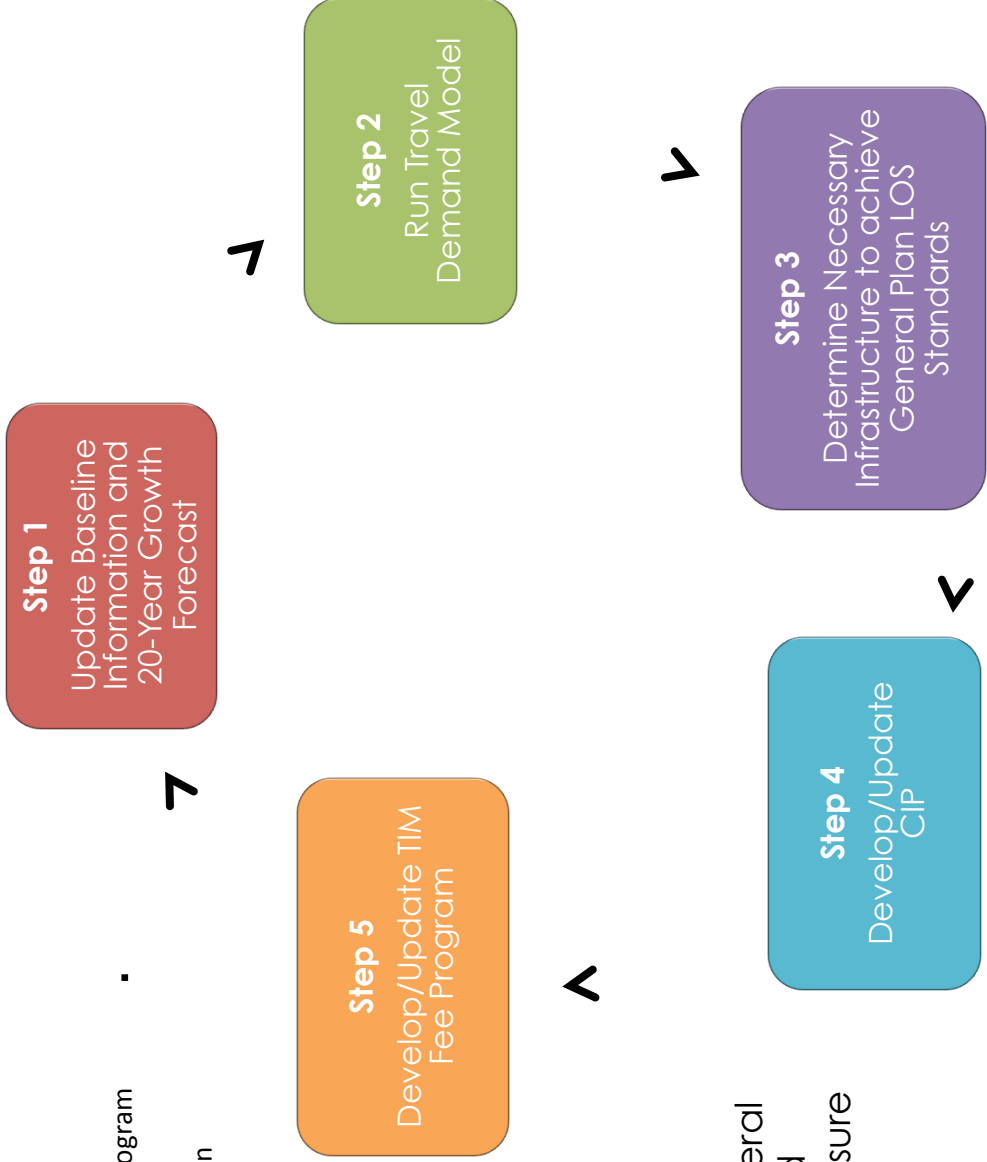 Step 1
Update Baseline
Information and
20-Year Growth
Forecast
Step 2
Run Travel
Demand Model
Step 3
Determine Necessary
Infrastructure to achieve
General Plan LOS
Standards
Step 4
Develop/Update
CIP
Step 5
Develop/Update TIM
Fee Program